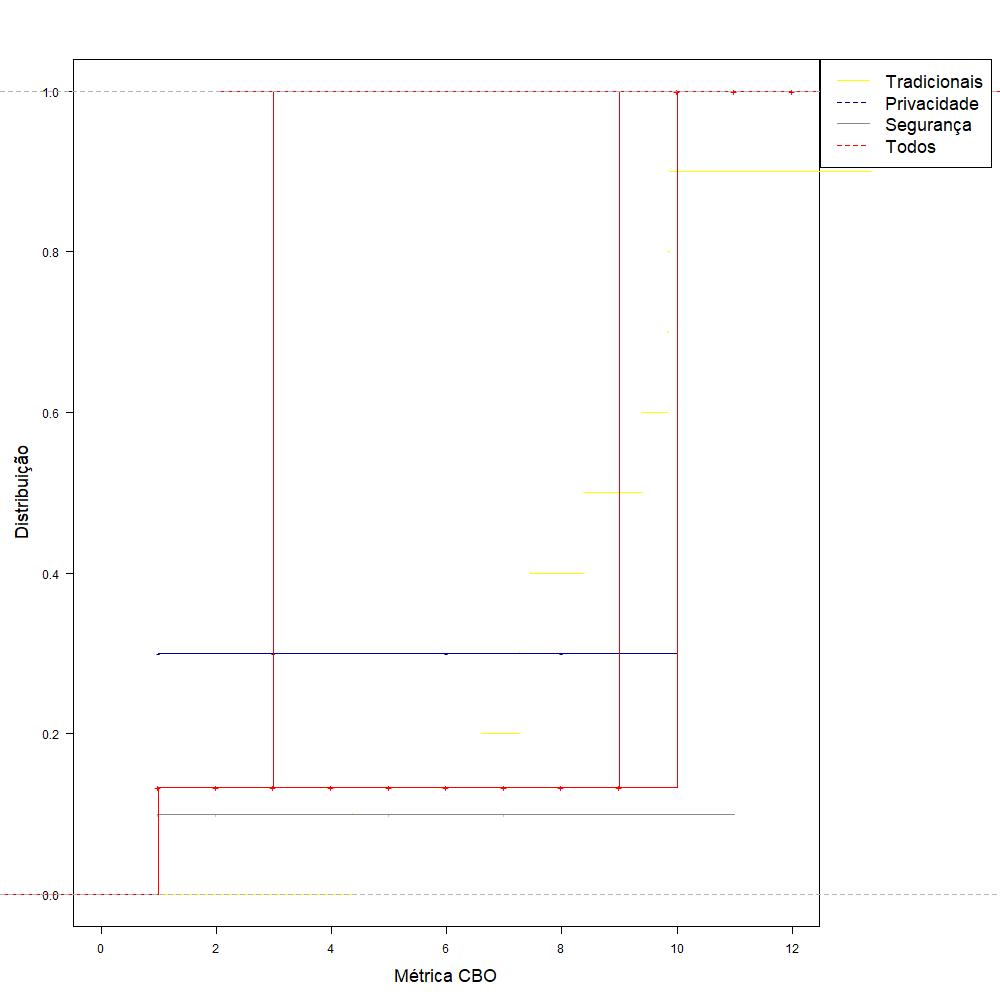 Tradicionais
Privacidade
Segurança
Todos
1.0
0.8
0.6
0.4
0.2
0.0
Distribuição
0 2 4 6 8 10 12
Métrica CBO